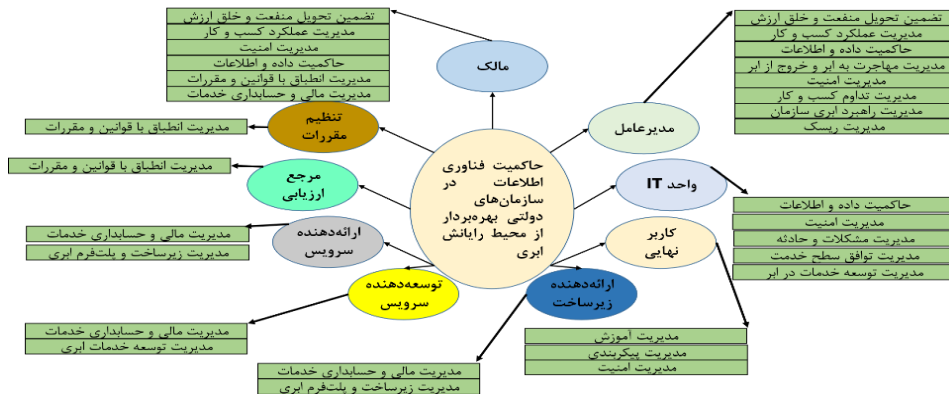 تضمین تحویل منفعت و خلق ارزش
مدیریت عملکرد کسب و کار
مدیریت امنیت
حاکمیت داده و اطلاعات
مدیریت انطباق با قوانین و مقررات
مدیریت مالی و حسابداری خدمات
مالک
تضمین تحویل منفعت و خلق ارزش
مدیریت عملکرد کسب و کار
حاکمیت داده و اطلاعات
مدیریت مهاجرت به ابر و خروج از ابر
مدیریت امنیت
مدیریت تداوم کسب و کار
مدیریت راهبرد ابری سازمان
مدیریت ریسک
مدیرعامل
تنظیم
مقررات
مدیریت انطباق با قوانین و مقررات
مرجع
ارزیابی
مدیریت انطباق با قوانین و مقررات
حاکمیت فناوری
اطلاعات در
سازمان‌های
دولتی بهره‌بردار
از محیط رایانش
ابری
واحد IT
حاکمیت داده و اطلاعات
مدیریت امنیت
مدیریت مشکلات و حادثه
مدیریت توافق سطح خدمت
مدیریت توسعه خدمات در ابر
ارائه‌دهنده
سرویس
مدیریت مالی و حسابداری خدمات
مدیریت زیرساخت و پلت‌فرم ابری
کاربر
نهایی
مدیریت آموزش
مدیریت پیکربندی
مدیریت امنیت
توسعه‌دهنده
سرویس
مدیریت مالی و حسابداری خدمات
مدیریت توسعه خدمات ابری
ارائه‌دهنده
زیرساخت
مدیریت مالی و حسابداری خدمات
مدیریت زیرساخت و پلت‌فرم ابری